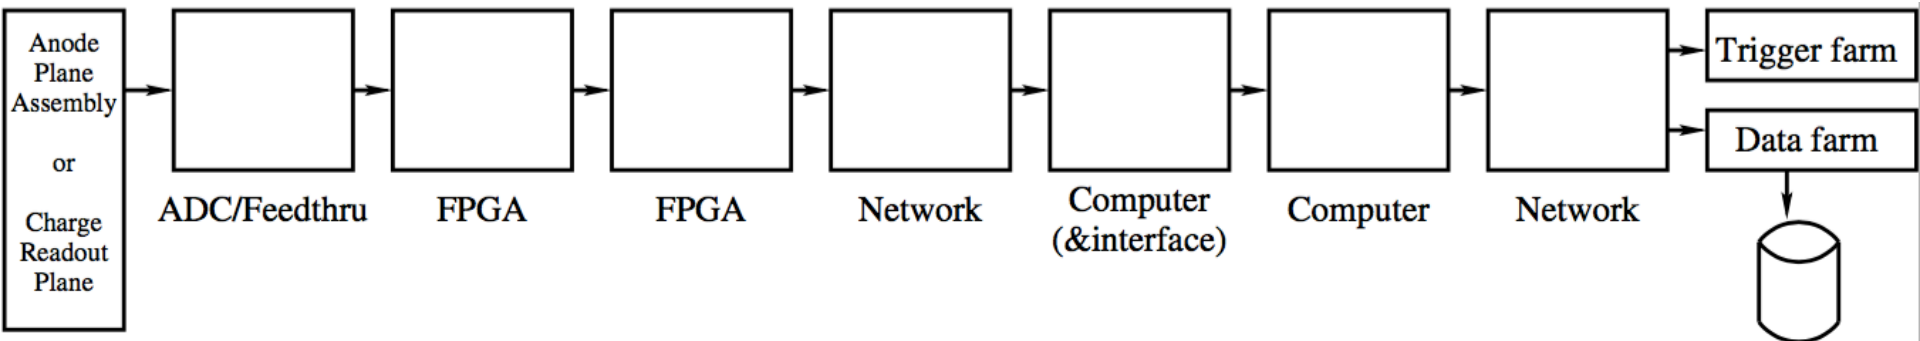 Anode
Plane
Assembly
or
Charge
Readout
Plane
ADC/Feedthru
FPGA
FPGA
Network
Computer
(&interface)
Computer
Network
Trigger farm
Data farm